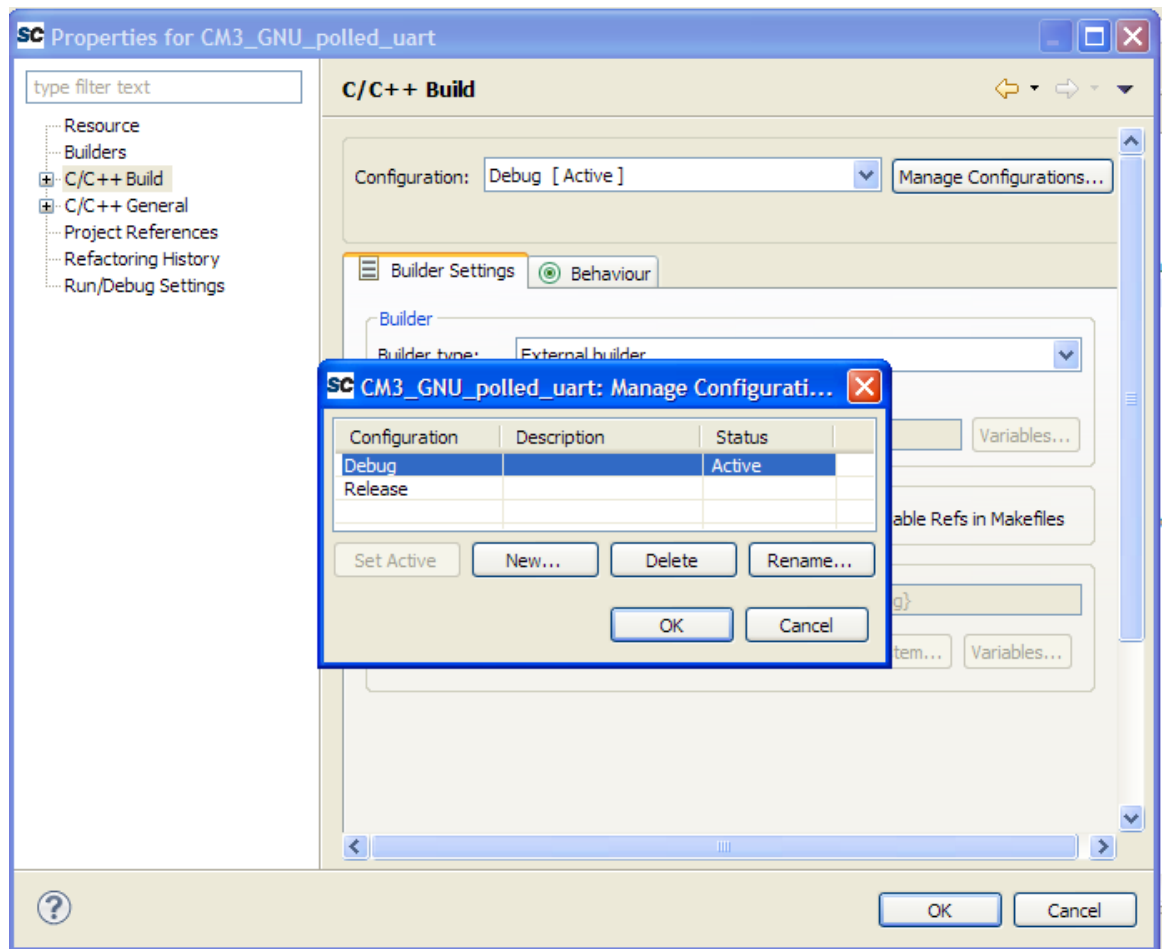 SC Properties for CM3_GNU_polled_uart
type filter text
Resource
Builders
C/C++ Build
C/C++ General
Project References
Refactoring History
Run/Debug Settings
C/C++ Build
Configuration: Debug [ Active ] Manage Configurations...
Builder Settings Behaviour
Builder
Builder type: External builder
Variables...
able Refs in Makefiles
g}
tem... Variables...
SC CM3_GNU_polled_uart: Manage Configurati...
Configuration Description Status
Debug Active
Release
Set Active New... Delete Rename...
OK Cancel
? OK Cancel